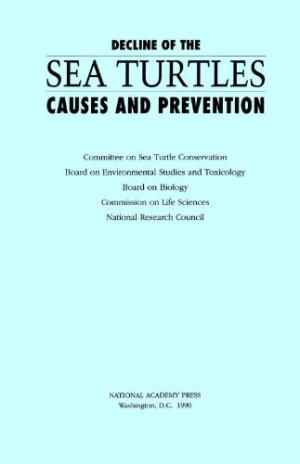 DECLINE OF THE
SEA TURTLES
CAUSES AND PREVENTION
Committee on Sea Turtle Conservation
Board on Environmental Studies and Toxicology
Board on Biology
Commission on Life Sciences
National Research Council
NATIONAL ACADEMY PRESS
Washington, D.C. 1990